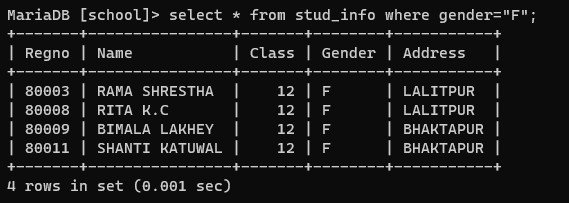 MariaDB [school]> select * from stud_info where gender="F";
+-------+----------------+-------+--------+-----------+
| Regno | Name           | Class | Gender | Address   |
+-------+----------------+-------+--------+-----------+
| 80003 | RAMA SHRESTHA  |    12 | F      | LALITPUR  |
| 80008 | RITA K.C       |    12 | F      | LALITPUR  |
| 80009 | BIMALA LAKHEY  |    12 | F      | BHAKTAPUR |
| 80011 | SHANTI KATUWAL |    12 | F      | BHAKTAPUR |
+-------+----------------+-------+--------+-----------+
4 rows in set (0.001 sec)